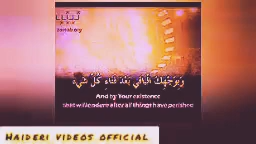 وَبِوَجْهِكَ الْبَاقِي بَعْدَ فَنَاءِ كُلِّ شَيْءٍ
And by Your existence
that will endure after all things have perished
HAIDERI VIDEOS OFFICIAL